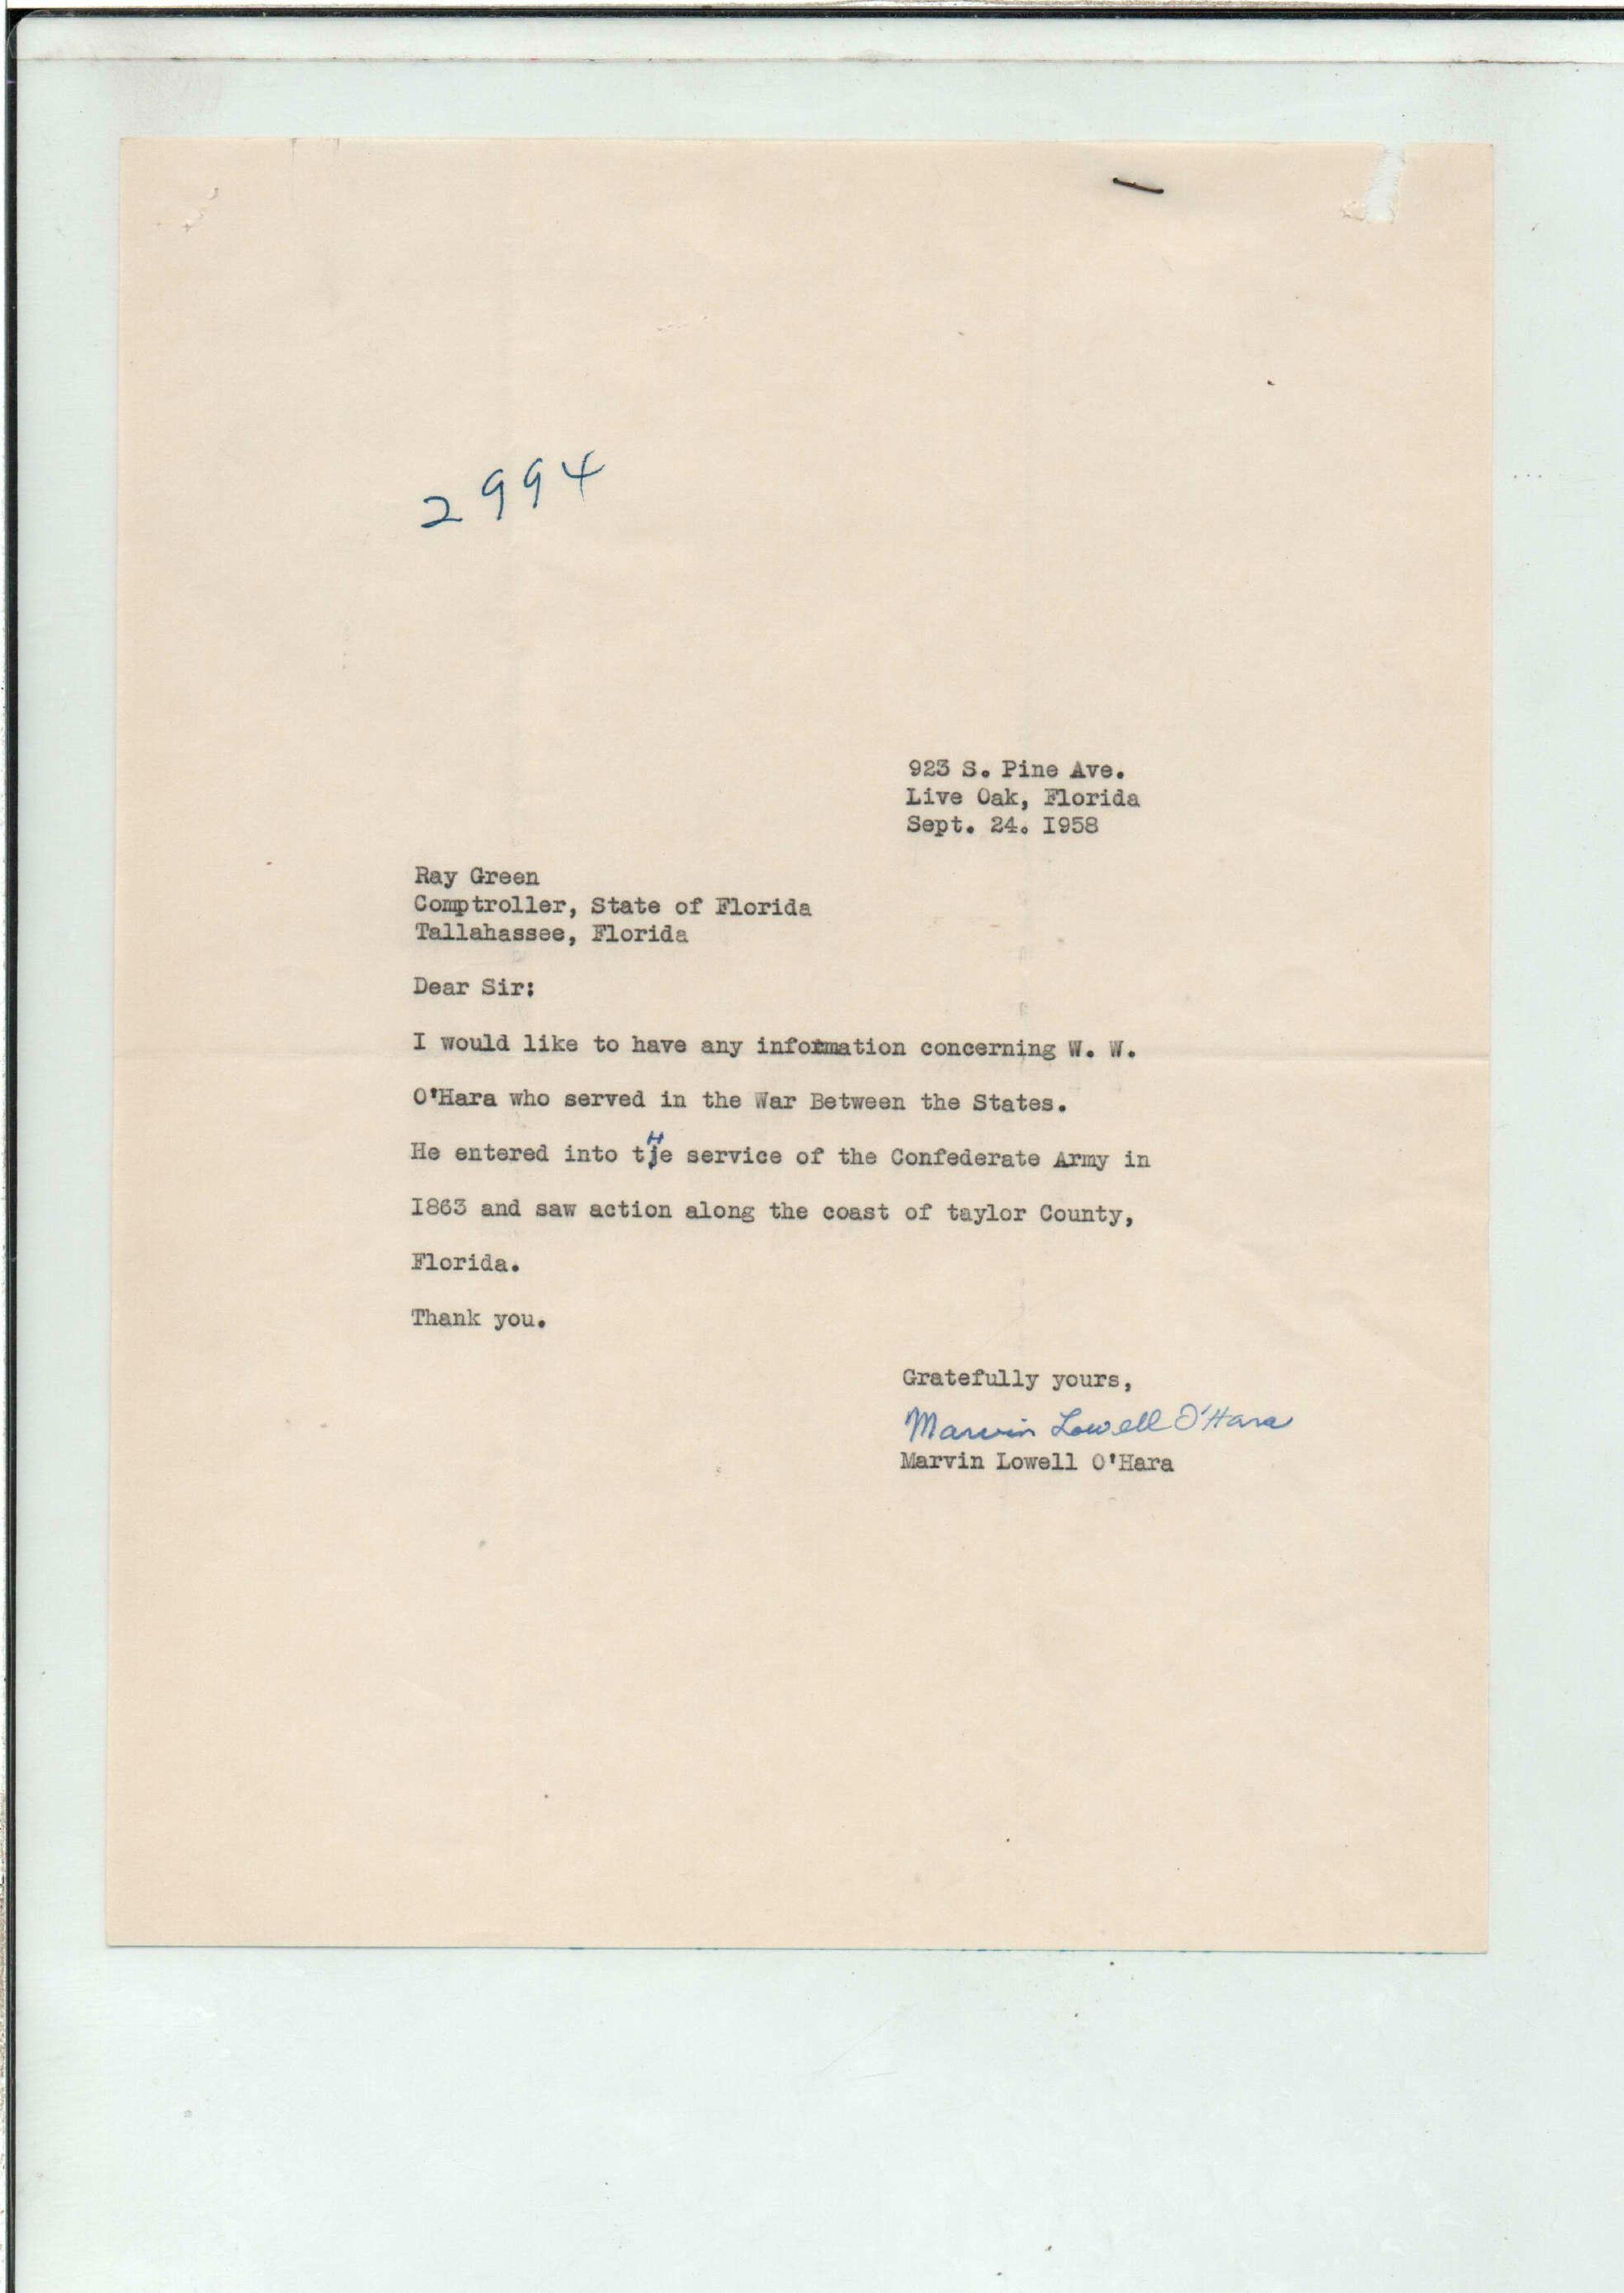 2994
923 S. Pine Ave.
Live Oak, Florida
Sept. 24. I958
Ray Green
Comptroller, State of Florida
Tallahassee, Florida
Dear Sir:
I would like to have any information concerning W. W.
O'Hara who served in the War Between the States.
H
He entered into tje service of the Confederate Army in
I863 and saw action along the coast of taylor County,
Florida.
Thank you.
Gratefully yours,
Marvin Lowell O'Hara
Marvin Lowell O'Hara